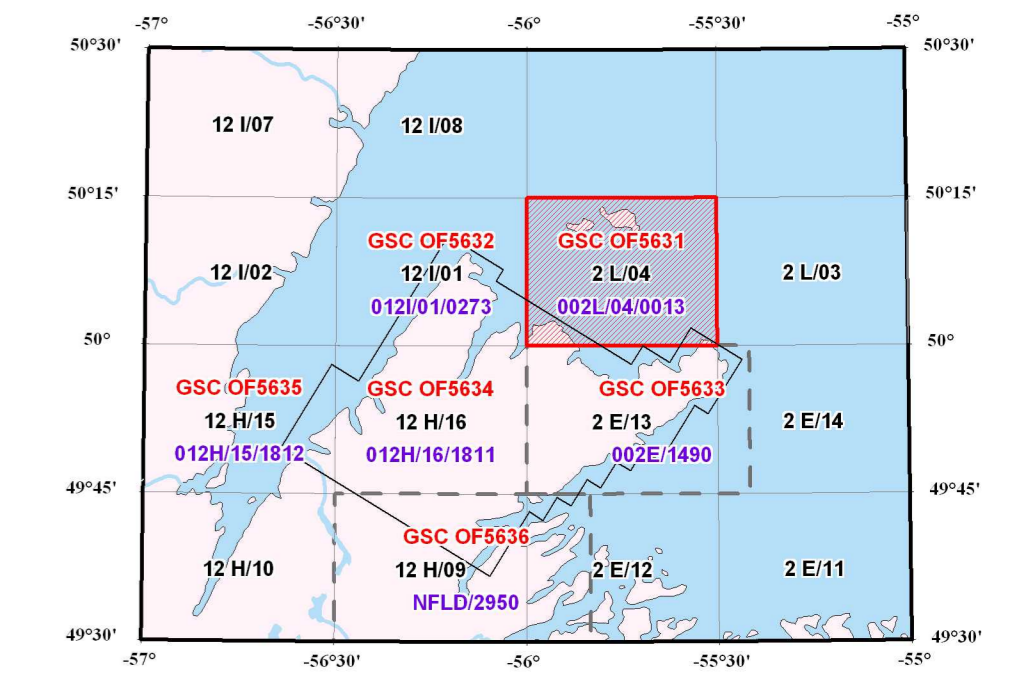 -57° -56°30' -56° -55°30' -55°
50°30' 50°30'
12 I/07 12 I/08
50°15' 50°15'
GSC OF5632 GSC OF5631
12 I/02 12 I/01 2 L/04 2 L/03
012I/01/0273 002L/04/0013
50° 50°
GSC OF5635 GSC OF5634 GSC OF5633
12 H/15 12 H/16 2 E/13 2 E/14
012H/15/1812 012H/16/1811 002E/1490
49°45' 49°45'
GSC OF5636
12 H/10 12 H/09 2 E/12 2 E/11
NFLD/2950
49°30' 49°30'
-57° -56°30' -56° -55°30' -55°